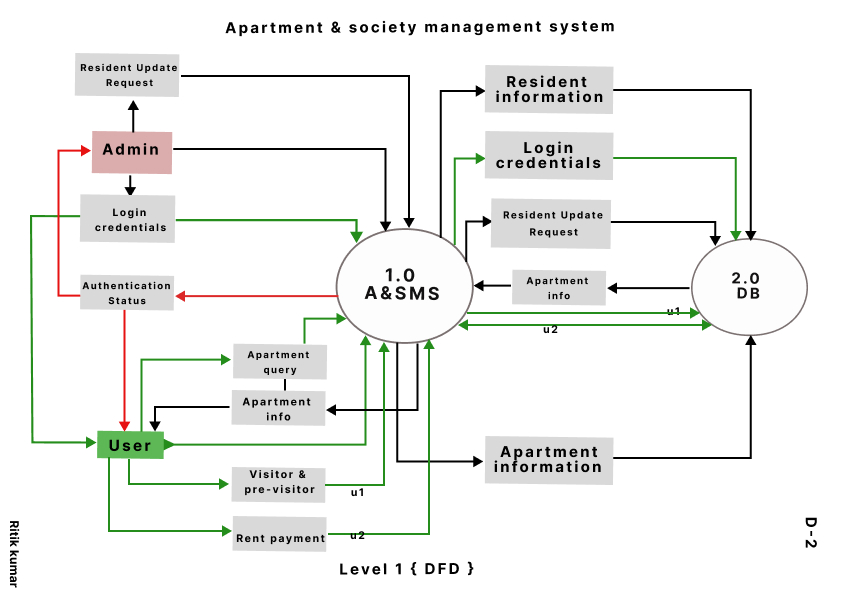 Apartment & society management system
Resident Update
Request
Admin
Login
credentials
Authentication
Status
Apartment
query
Apartment
info
User
Visitor &
pre-visitor
u1
Rent payment
u2
1.0
A&SMS
Resident
information
Login
credentials
Resident Update
Request
Apartment
info
u1
u2
2.0
DB
Apartment
information
Level 1 { DFD }
Ritik kumar
D-2